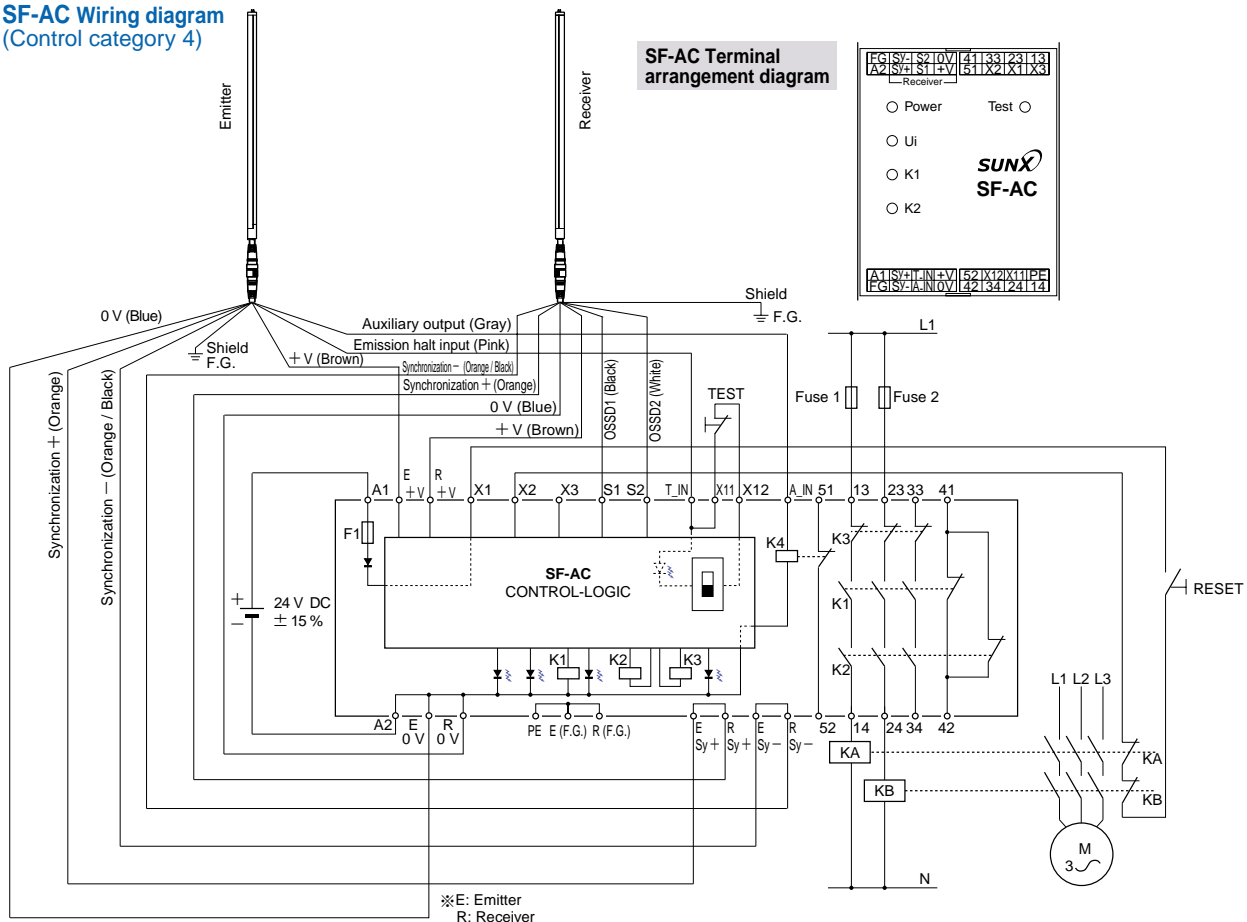 SF-AC Wiring diagram
(Control category 4)
Emitter
Receiver
SF-AC Terminal
arrangement diagram
FG Sy- S2 0V 41 33 23 13
A2 Sy+ S1 +V 51 X2 X1 X3
Receiver
Power Test
Ui
K1
K2
SUNX
SF-AC
A1 Sy+ T_IN +V 52 X12 X11 PE
FG Sy- A_IN 0V 42 34 24 14
0 V (Blue)
Shield
F.G.
+V (Brown)
Auxiliary output (Gray)
Emission halt input (Pink)
Synchronization - (Orange / Black)
Synchronization + (Orange)
0 V (Blue)
+V (Brown)
OSSD1 (Black)
OSSD2 (White)
Shield
F.G.
Synchronization + (Orange)
Synchronization - (Orange / Black)
TEST
L1
Fuse 1
Fuse 2
A1 E +V R +V X1 X2 X3 S1 S2 T_IN X11 X12 A_IN 51 13 23 33 41
F1
SF-AC
CONTROL-LOGIC
K4
K3
K1
K2
RESET
+
-
24 V DC
±15 %
K1 K2 K3
A2 E 0 V R 0 V PE E (F.G.) R (F.G.) E Sy+ R Sy+ E Sy- R Sy- 52 14 24 34 42
L1 L2 L3
KA
KB
KA
KB
M
3
N
※E: Emitter
R: Receiver